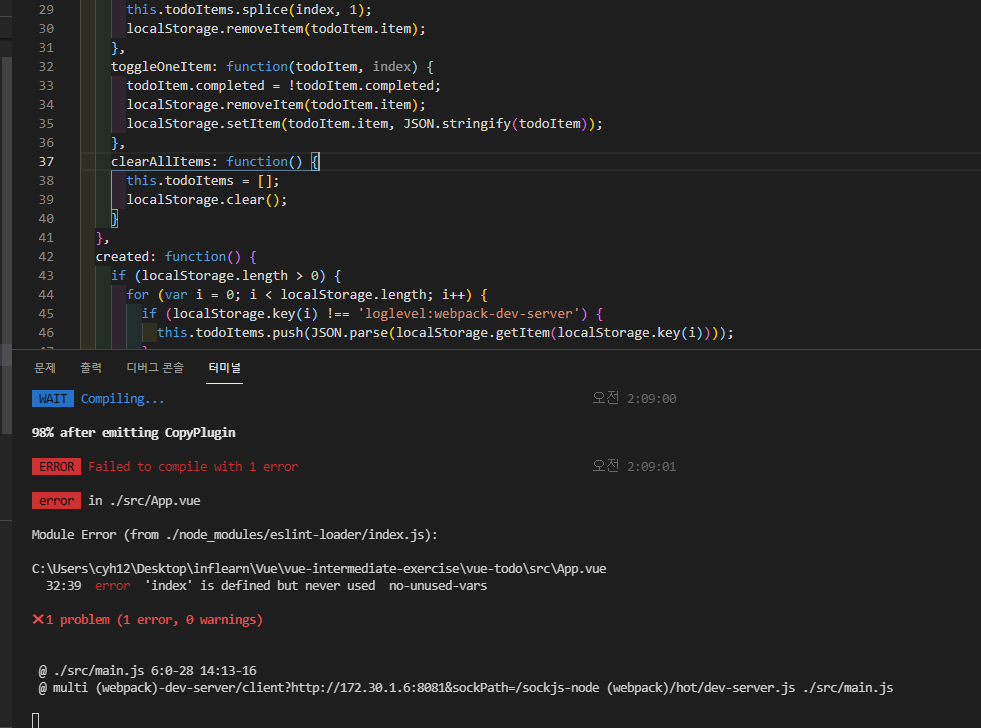 29 this.todoItems.splice(index, 1);
30 localStorage.removeItem(todoItem.item);
31 },
32 toggleOneItem: function(todoItem, index) {
33 todoItem.completed = !todoItem.completed;
34 localStorage.removeItem(todoItem.item);
35 localStorage.setItem(todoItem.item, JSON.stringify(todoItem));
36 },
37 clearAllItems: function() {
38 this.todoItems = [];
39 localStorage.clear();
40 }
41 },
42 created: function() {
43 if (localStorage.length > 0) {
44 for (var i = 0; i < localStorage.length; i++) {
45 if (localStorage.key(i) !== 'loglevel:webpack-dev-server') {
46 this.todoItems.push(JSON.parse(localStorage.getItem(localStorage.key(i))));
문제 출력 디버그 콘솔 터미널
WAIT Compiling... 오전 2:09:00
98% after emitting CopyPlugin
ERROR Failed to compile with 1 error 오전 2:09:01
error in ./src/App.vue
Module Error (from ./node_modules/eslint-loader/index.js):
C:\Users\cyh12\Desktop\inflearn\Vue\vue-intermediate-exercise\vue-todo\src\App.vue
32:39 error 'index' is defined but never used no-unused-vars
✖1 problem (1 error, 0 warnings)
@ ./src/main.js 6:0-28 14:13-16
@ multi (webpack)-dev-server/client?http://172.30.1.6:8081&sockPath=/sockjs-node (webpack)/hot/dev-server.js ./src/main.js